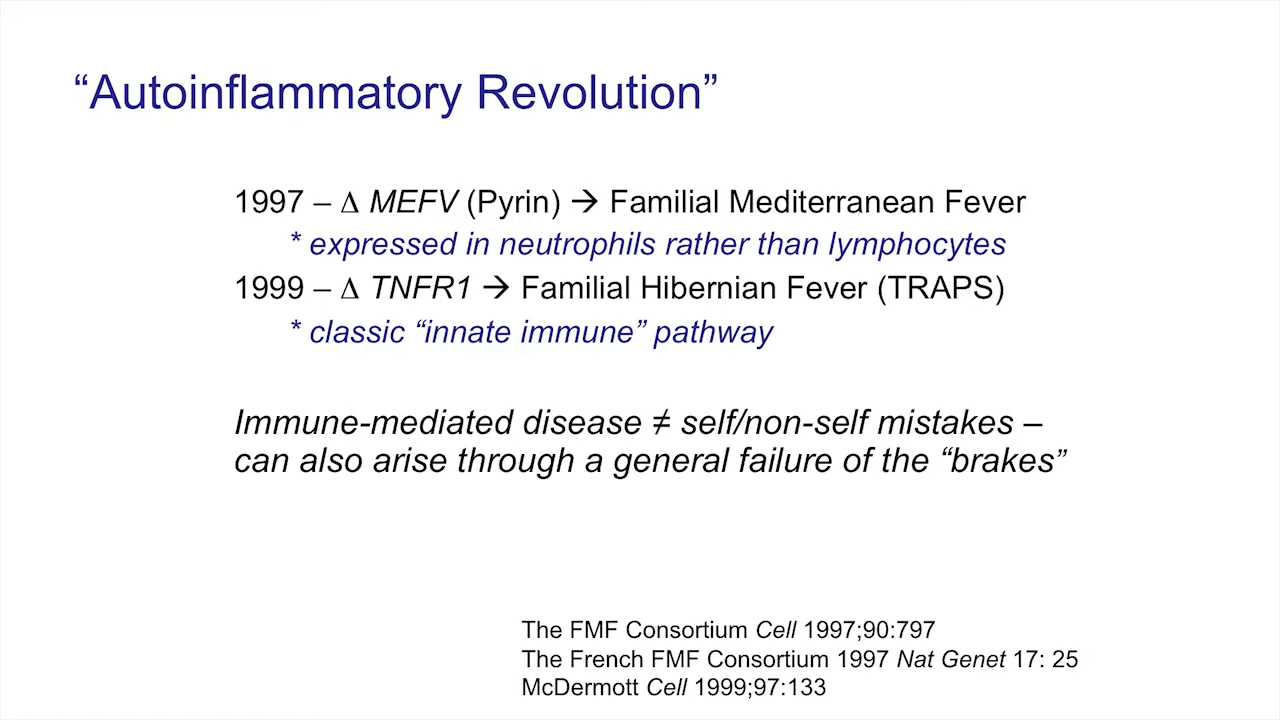 “Autoinflammatory Revolution”
1997 – Δ MEFV (Pyrin) → Familial Mediterranean Fever
* expressed in neutrophils rather than lymphocytes
1999 – Δ TNFR1 → Familial Hibernian Fever (TRAPS)
* classic “innate immune” pathway
Immune-mediated disease ≠ self/non-self mistakes –
can also arise through a general failure of the “brakes”
The FMF Consortium Cell 1997;90:797
The French FMF Consortium 1997 Nat Genet 17: 25
McDermott Cell 1999;97:133